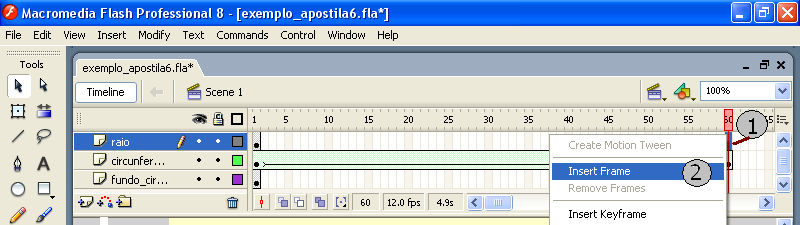 Macromedia Flash Professional 8 - [exemplo_apostila6.fla*]
File Edit View Insert Modify Text Commands Control Window Help
Tools
exemplo_apostila6.fla*
Timeline Scene 1 100%
1 5 10 15 20 25 30 35 40 45 50 55 60 65
1
raio
Create Motion Tween
circunfer...
Insert Frame
2
fundo_cir...
Remove Frames
60 12.0 fps 4.9s
Insert Keyframe